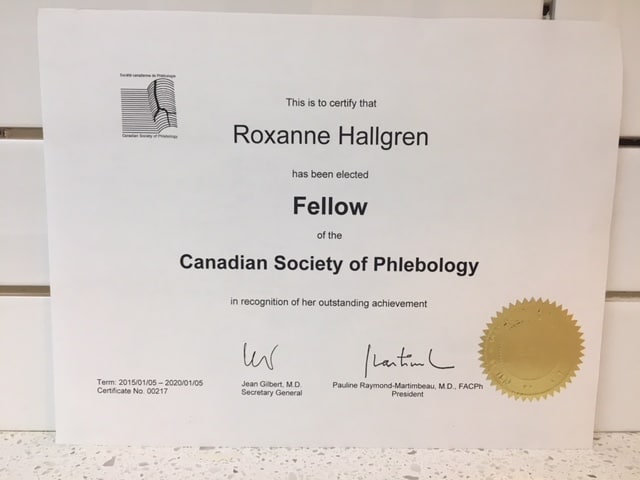 Société canadienne de Phlébologie
Canadian Society of Phlebology
This is to certify that
Roxanne Hallgren
has been elected
Fellow
of the
Canadian Society of Phlebology
in recognition of her outstanding achievement
Term: 2015/01/05 – 2020/01/05
Certificate No. 00217
Jean Gilbert, M.D.
Secretary General
Pauline Raymond-Martimbeau, M.D., FACPh
President